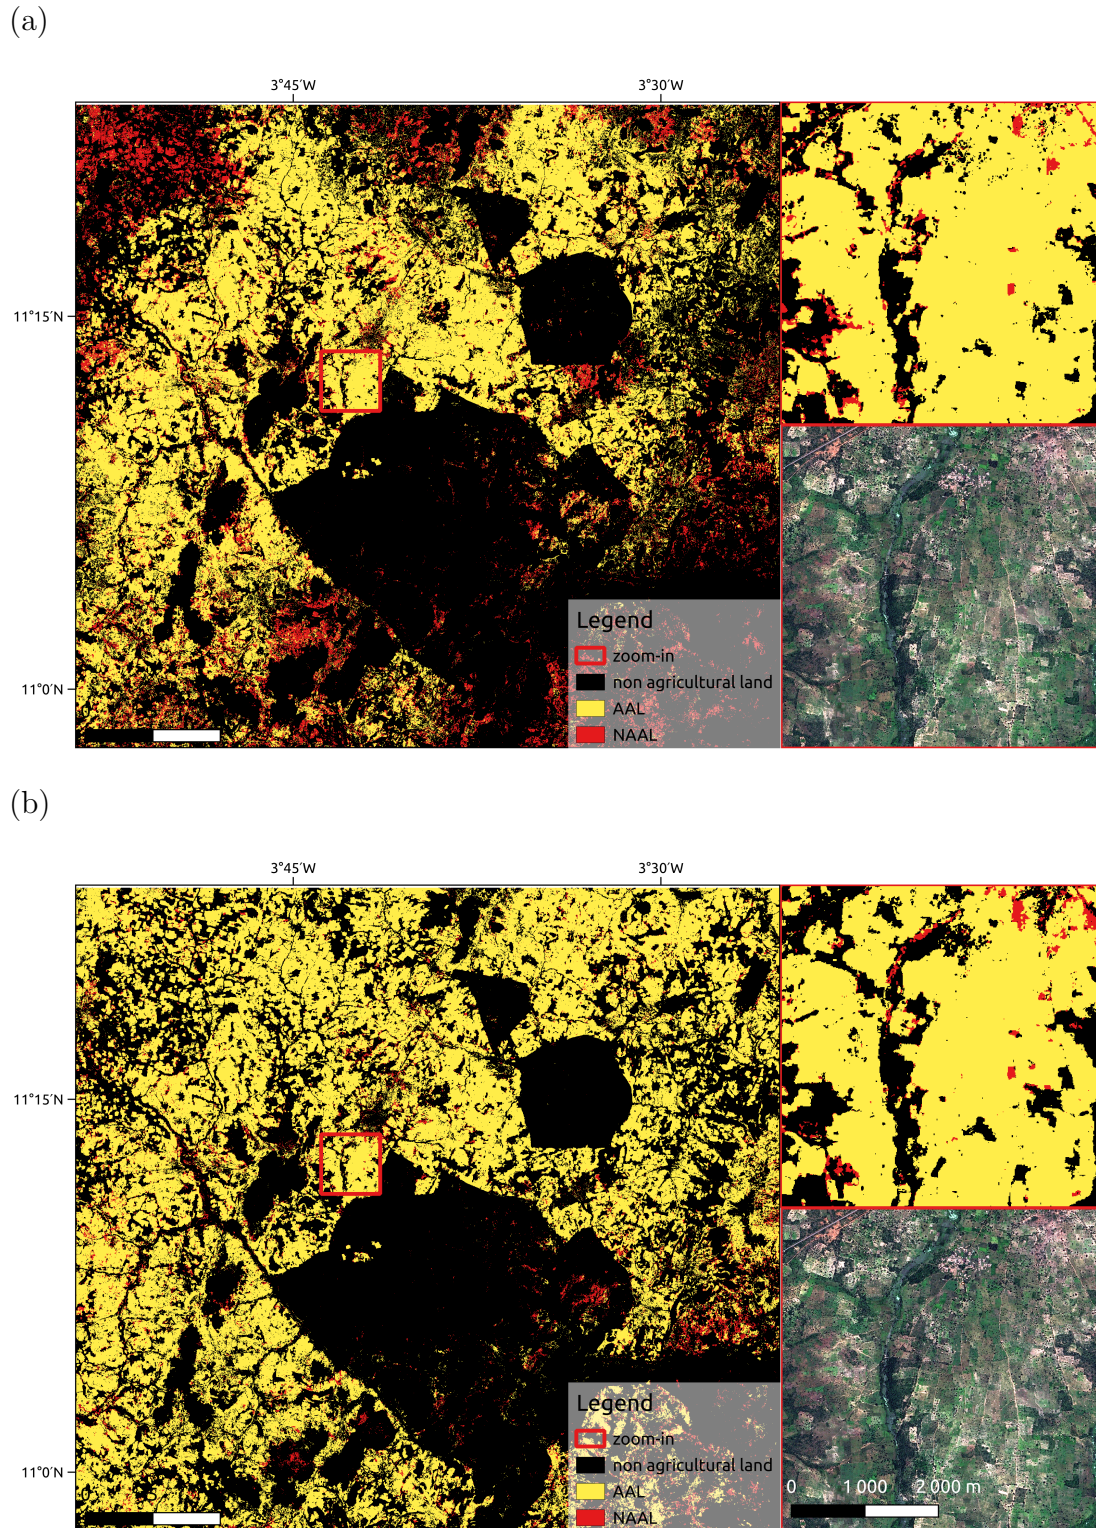 (a)
3°45′W 3°30′W
11°15′N
11°0′N
Legend
zoom-in
non agricultural land
AAL
NAAL
(b)
3°45′W 3°30′W
11°15′N
11°0′N
Legend
zoom-in
non agricultural land
AAL
NAAL
0 1 000 2 000 m